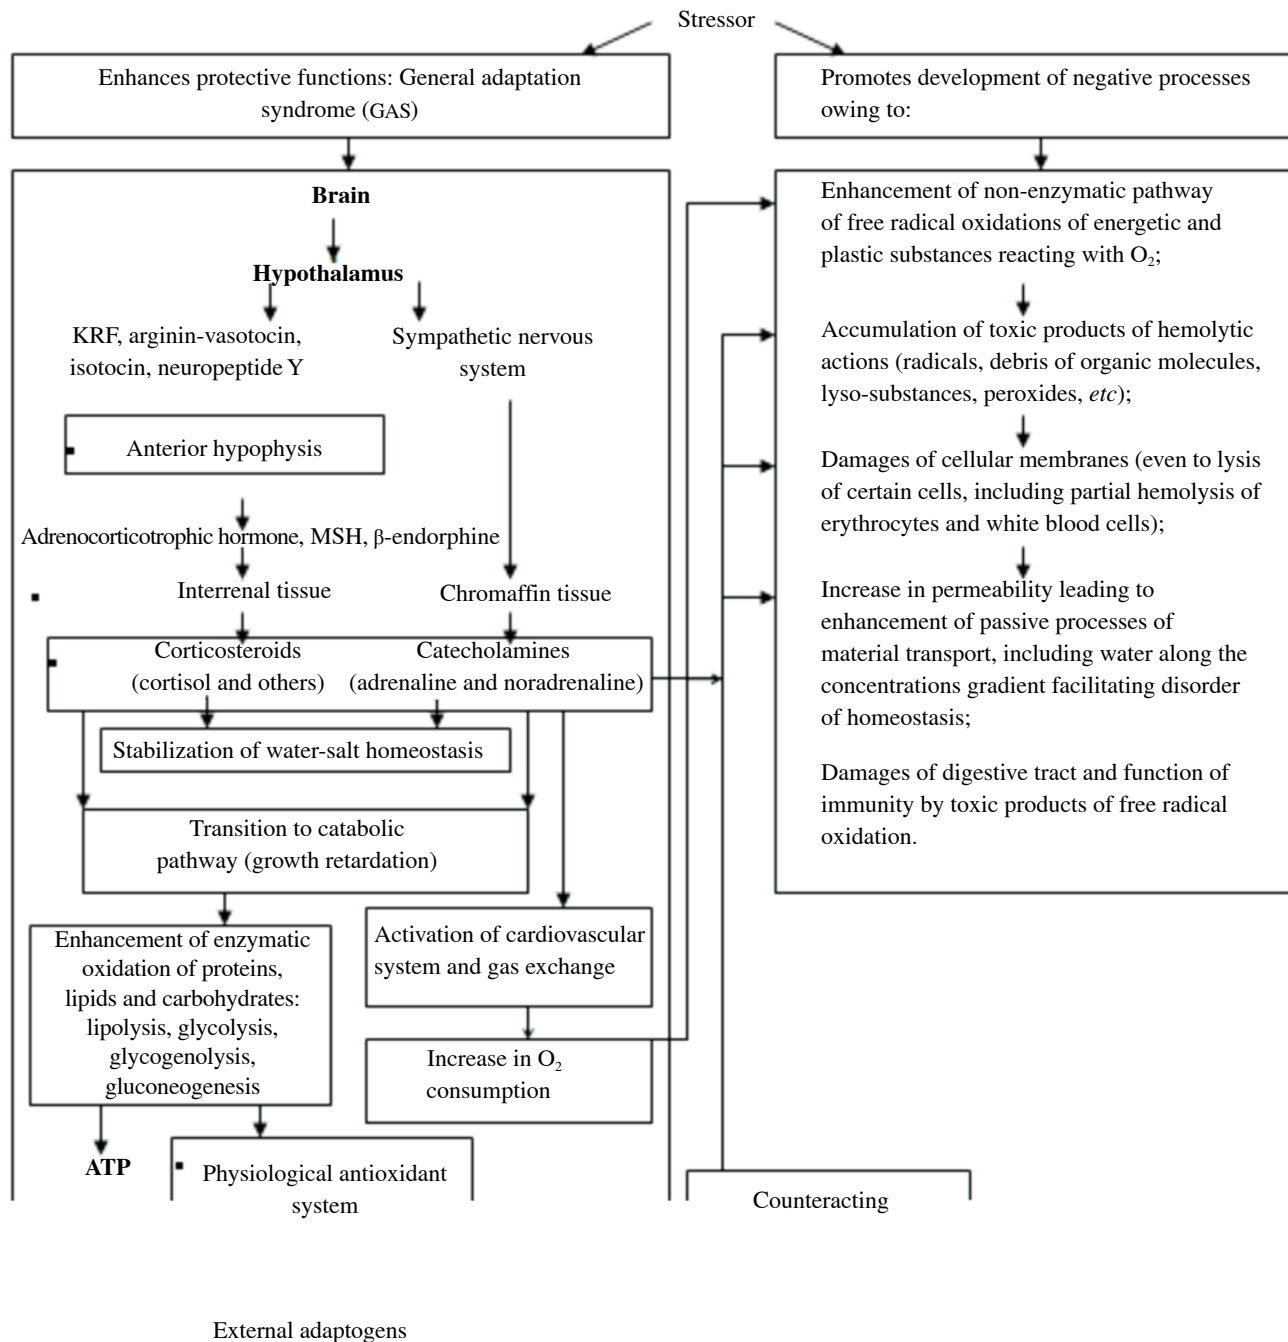 Stressor
Enhances protective functions: General adaptation
syndrome (GAS)
Promotes development of negative processes
owing to:
Brain
Hypothalamus
KRF, arginin-vasotocin,
isotocin, neuropeptide Y
Sympathetic nervous
system
Anterior hypophysis
Adrenocorticotrophic hormone, MSH, β-endorphine
Interrenal tissue
Chromaffin tissue
Corticosteroids
(cortisol and others)
Catecholamines
(adrenaline and noradrenaline)
Stabilization of water-salt homeostasis
Transition to catabolic
pathway (growth retardation)
Enhancement of enzymatic
oxidation of proteins,
lipids and carbohydrates:
lipolysis, glycolysis,
glycogenolysis,
gluconeogenesis
Activation of cardiovascular
system and gas exchange
Increase in O₂
consumption
ATP
Physiological antioxidant
system
Enhancement of non-enzymatic pathway
of free radical oxidations of energetic and
plastic substances reacting with O₂;
Accumulation of toxic products of hemolytic
actions (radicals, debris of organic molecules,
lyso-substances, peroxides, etc);
Damages of cellular membranes (even to lysis
of certain cells, including partial hemolysis of
erythrocytes and white blood cells);
Increase in permeability leading to
enhancement of passive processes of
material transport, including water along the
concentrations gradient facilitating disorder
of homeostasis;
Damages of digestive tract and function of
immunity by toxic products of free radical
oxidation.
Counteracting
External adaptogens